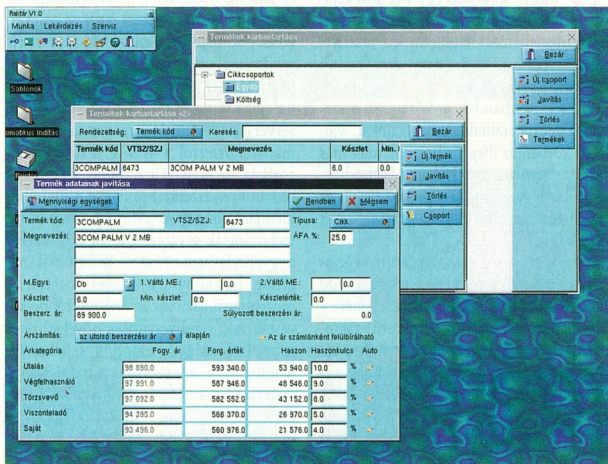 Raktár V1.0
Munka Lekérdezés Szerviz
Sablonok
omatikus Indítás
Termékek karbantartása
Bezár
Cikkcsoportok
Egyéb
Költség
Új csoport
Javítás
Törlés
Termékek
Termékek karbantartása <2>
Rendezettség: Termék kód Keresés: Bezár
Termék kód VTSZ/SZJ Megnevezés Készlet Min.
3COMPALM 8473 3COM PALM V 2 MB 6.0 0.0
Új termék
Javítás
Törlés
Csoport
Termék adatainak javítása
Mennyiségi egységek Rendben Mégsem
Termék kód: 3COMPALM VTSZ/SZJ: 8473 Típusa: Cikk
Megnevezés: 3COM PALM V 2 MB ÁFA %: 25.0
M.Egys: Db 1.Váltó ME.: 0.0 2.Váltó ME.: 0.0
Készlet: 6.0 Min. készlet: 0.0 Készletérték: 0.0
Beszerz. ár: 89 900.0 Súlyozott beszerzési ár: 0.0
Árszámítás: az utolsó beszerzési ár alapján Az ár számlánként felülbírálható
Árkategória Fogy. ár Forg. érték Haszon Haszonkulcs Auto
Utalás 98 890.0 593 340.0 53 940.0 10.0 %
Végfelhasználó 97 991.0 587 946.0 48 546.0 9.0 %
Törzsvevő 97 092.0 582 552.0 43 152.0 8.0 %
Viszonteladó 94 395.0 566 370.0 26 970.0 5.0 %
Saját 93 496.0 560 976.0 21 576.0 4.0 %